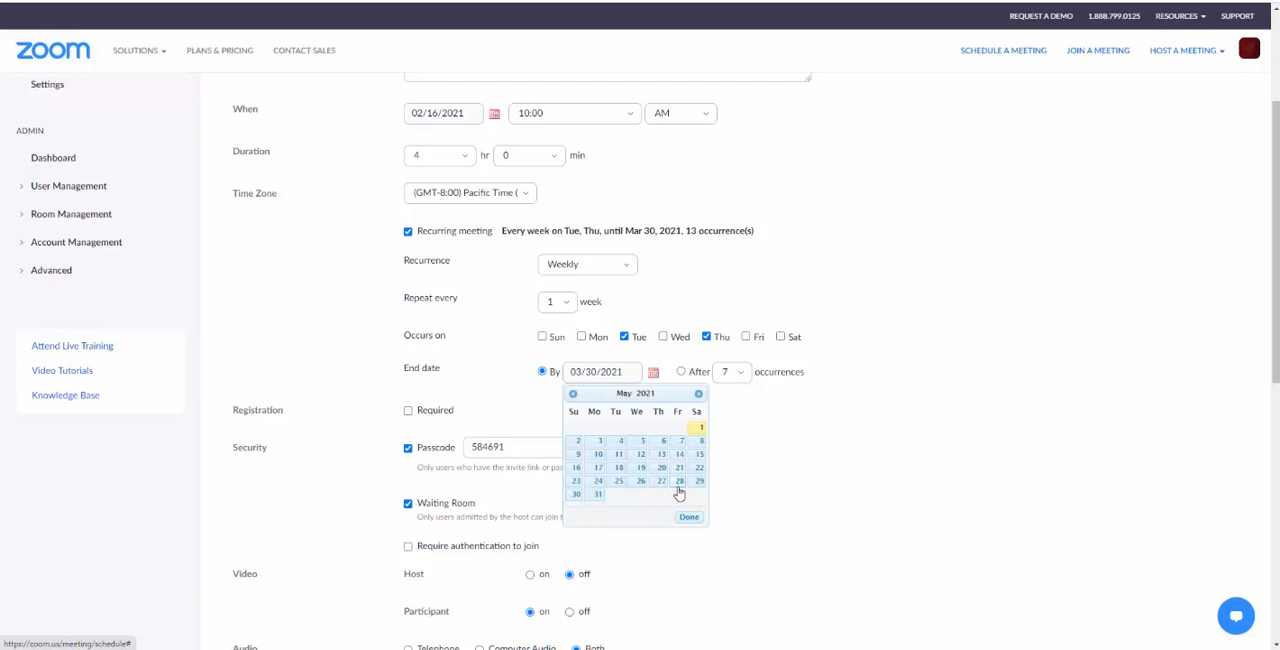 REQUEST A DEMO 1.888.799.0125 RESOURCES SUPPORT
zoom SOLUTIONS PLANS & PRICING CONTACT SALES SCHEDULE A MEETING JOIN A MEETING HOST A MEETING
Settings
ADMIN
Dashboard
User Management
Room Management
Account Management
Advanced
Attend Live Training
Video Tutorials
Knowledge Base
When 02/16/2021 10:00 AM
Duration 4 hr 0 min
Time Zone (GMT-8:00) Pacific Time (
Recurring meeting Every week on Tue, Thu, until Mar 30, 2021, 13 occurrence(s)
Recurrence Weekly
Repeat every 1 week
Occurs on Sun Mon Tue Wed Thu Fri Sat
End date By 03/30/2021 After 7 occurrences
May 2021
Su Mo Tu We Th Fr Sa
1
2 3 4 5 6 7 8
9 10 11 12 13 14 15
16 17 18 19 20 21 22
23 24 25 26 27 28 29
30 31
Done
Registration Required
Security Passcode 584691
Only users who have the invite link or pas
Waiting Room
Only users admitted by the host can join t
Require authentication to join
Video Host on off
Participant on off
Audio Telephone Computer Audio Both
https://zoom.us/meeting/schedule#